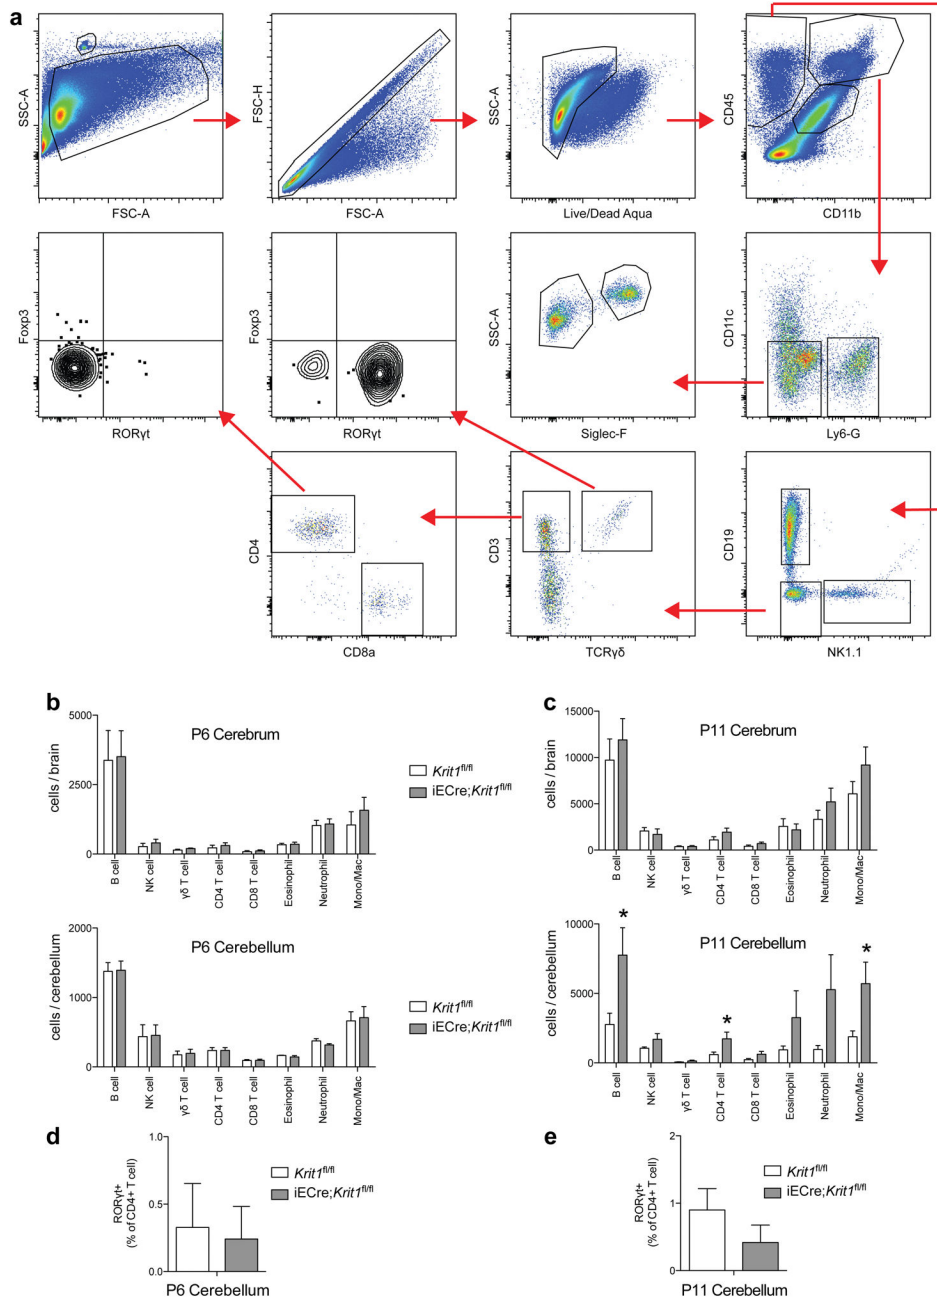 a
SSC-A
FSC-A
FSC-H
FSC-A
SSC-A
Live/Dead Aqua
CD45
CD11b
Foxp3
RORγt
Foxp3
RORγt
SSC-A
Siglec-F
CD11c
Ly6-G
CD4
CD8a
CD3
TCRγδ
CD19
NK1.1
b
P6 Cerebrum
cells / brain
5000
2500
0
B cell
NK cell
γδ T cell
CD4 T cell
CD8 T cell
Eosinophil
Neutrophil
Mono/Mac
Krit1fl/fl
iECre;Krit1fl/fl
c
P11 Cerebrum
cells / brain
15000
10000
5000
0
B cell
NK cell
γδ T cell
CD4 T cell
CD8 T cell
Eosinophil
Neutrophil
Mono/Mac
P6 Cerebellum
cells / cerebellum
2000
1000
0
B cell
NK cell
γδ T cell
CD4 T cell
CD8 T cell
Eosinophil
Neutrophil
Mono/Mac
Krit1fl/fl
iECre;Krit1fl/fl
P11 Cerebellum
cells / cerebellum
10000
5000
0
*
*
*
B cell
NK cell
γδ T cell
CD4 T cell
CD8 T cell
Eosinophil
Neutrophil
Mono/Mac
d
RORγt+
(% of CD4+ T cell)
1.0
0.5
0.0
Krit1fl/fl
iECre;Krit1fl/fl
P6 Cerebellum
e
RORγt+
(% of CD4+ T cell)
2
1
0
Krit1fl/fl
iECre;Krit1fl/fl
P11 Cerebellum